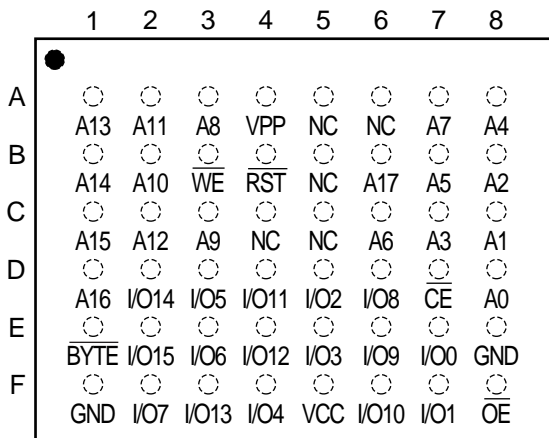 1 2 3 4 5 6 7 8
A
A13 A11 A8 VPP NC NC A7 A4
B
A14 A10 WE RST NC A17 A5 A2
C
A15 A12 A9 NC NC A6 A3 A1
D
A16 I/O14 I/O5 I/O11 I/O2 I/O8 CE A0
E
BYTE I/O15 I/O6 I/O12 I/O3 I/O9 I/O0 GND
F
GND I/O7 I/O13 I/O4 VCC I/O10 I/O1 OE